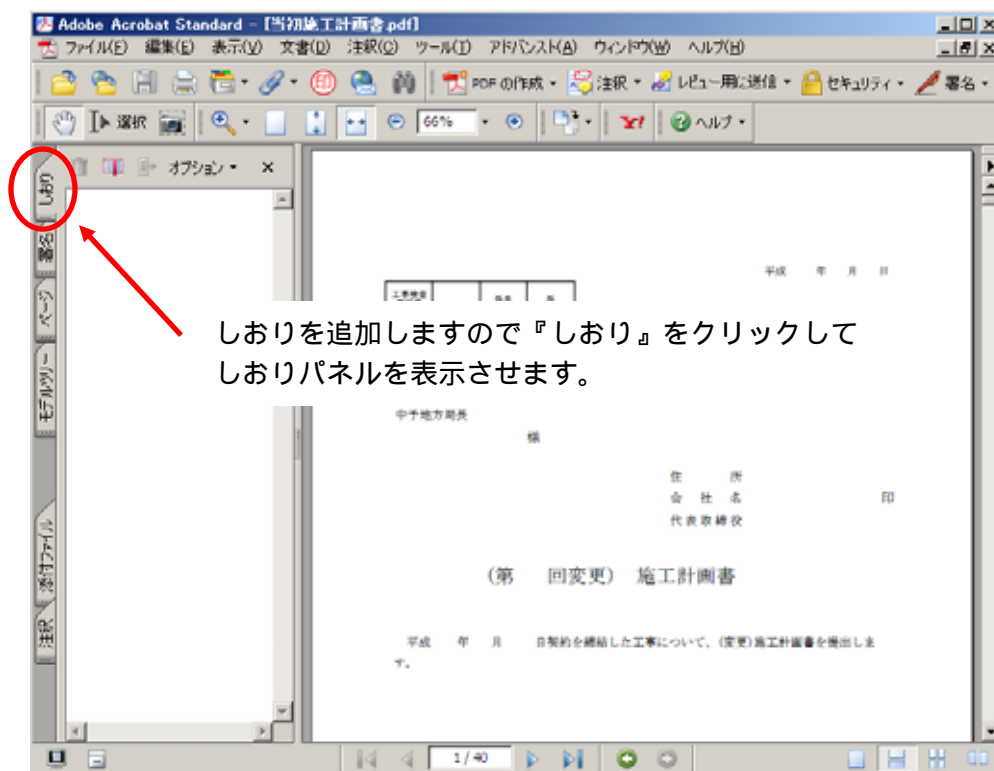 Adobe Acrobat Standard - [当初施工計画書.pdf]
ファイル(F) 編集(E) 表示(V) 文書(D) 注釈(C) ツール(T) アドバンスト(A) ウィンドウ(W) ヘルプ(H)
PDF の作成 注釈 レビュー用に送信 セキュリティ 署名
選択 66% ヘルプ
オプション
しおり
署名
ページ
モデルツリー
添付ファイル
注釈
平成 年 月 日
しおりを追加しますので『しおり』をクリックして
しおりパネルを表示させます。
中予地方局長
様
住 所
会 社 名 印
代表取締役
(第 回変更) 施工計画書
平成 年 月 日契約を締結した工事について、(変更)施工計画書を提出しま
す。
1/40